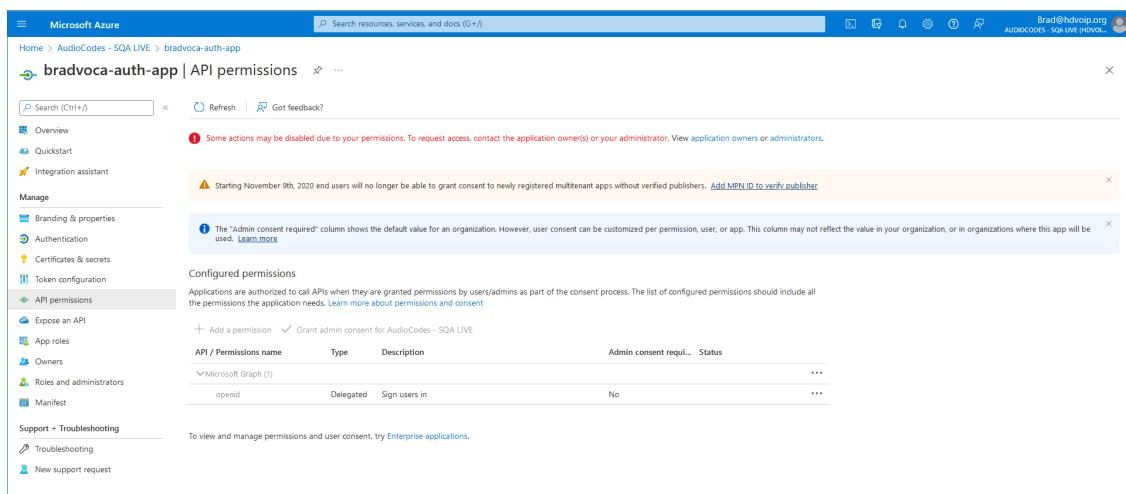 Microsoft Azure
Search resources, services, and docs (G+/)
Brad@hdvoip.org
AUDIOCODES - SQA LIVE (HDVOI...
Home > AudioCodes - SQA LIVE > bradvoca-auth-app
bradvoca-auth-app | API permissions
Search (Ctrl+/)
Refresh
Got feedback?
Overview
Quickstart
Integration assistant
Manage
Branding & properties
Authentication
Certificates & secrets
Token configuration
API permissions
Expose an API
App roles
Owners
Roles and administrators
Manifest
Support + Troubleshooting
Troubleshooting
New support request
Some actions may be disabled due to your permissions. To request access, contact the application owner(s) or your administrator. View application owners or administrators.
Starting November 9th, 2020 end users will no longer be able to grant consent to newly registered multitenant apps without verified publishers. Add MPN ID to verify publisher
The "Admin consent required" column shows the default value for an organization. However, user consent can be customized per permission, user, or app. This column may not reflect the value in your organization, or in organizations where this app will be
used. Learn more
Configured permissions
Applications are authorized to call APIs when they are granted permissions by users/admins as part of the consent process. The list of configured permissions should include all
the permissions the application needs. Learn more about permissions and consent
Add a permission
Grant admin consent for AudioCodes - SQA LIVE
API / Permissions name Type Description Admin consent requi... Status
Microsoft Graph (1)
openid Delegated Sign users in No
To view and manage permissions and user consent, try Enterprise applications.